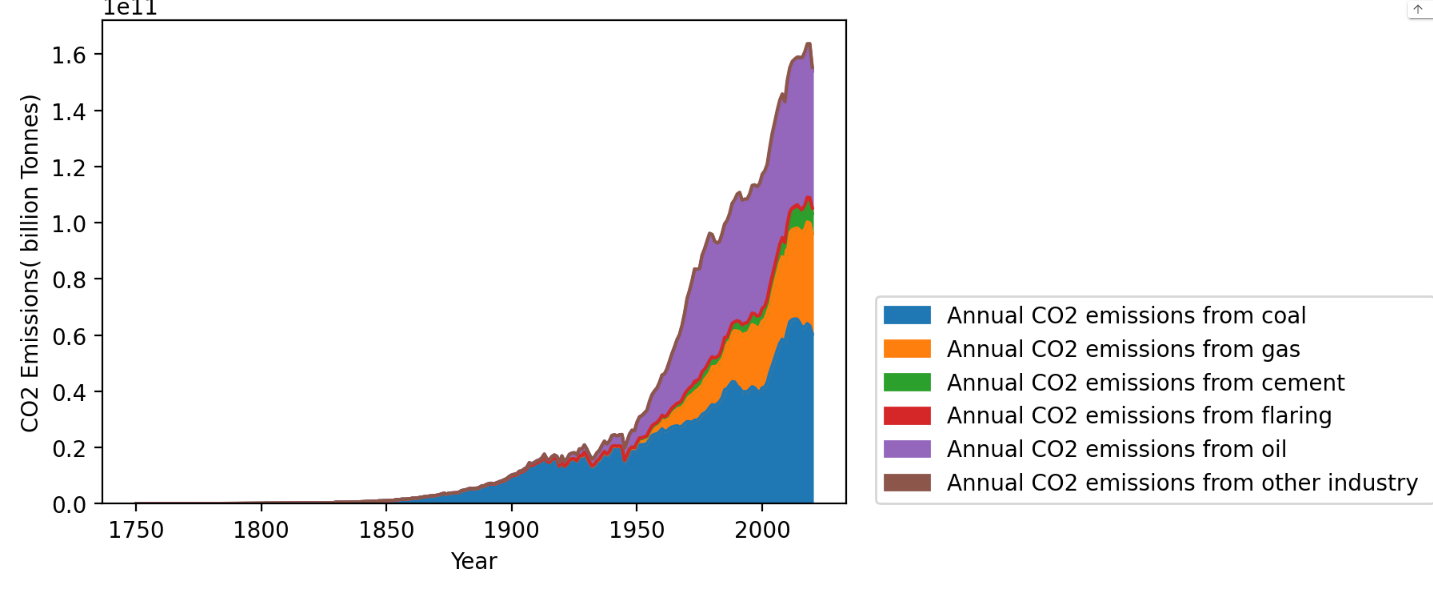 1e11
1.6
1.4
1.2
1.0
0.8
0.6
0.4
0.2
0.0
CO2 Emissions( billion Tonnes)
1750 1800 1850 1900 1950 2000
Year
Annual CO2 emissions from coal
Annual CO2 emissions from gas
Annual CO2 emissions from cement
Annual CO2 emissions from flaring
Annual CO2 emissions from oil
Annual CO2 emissions from other industry